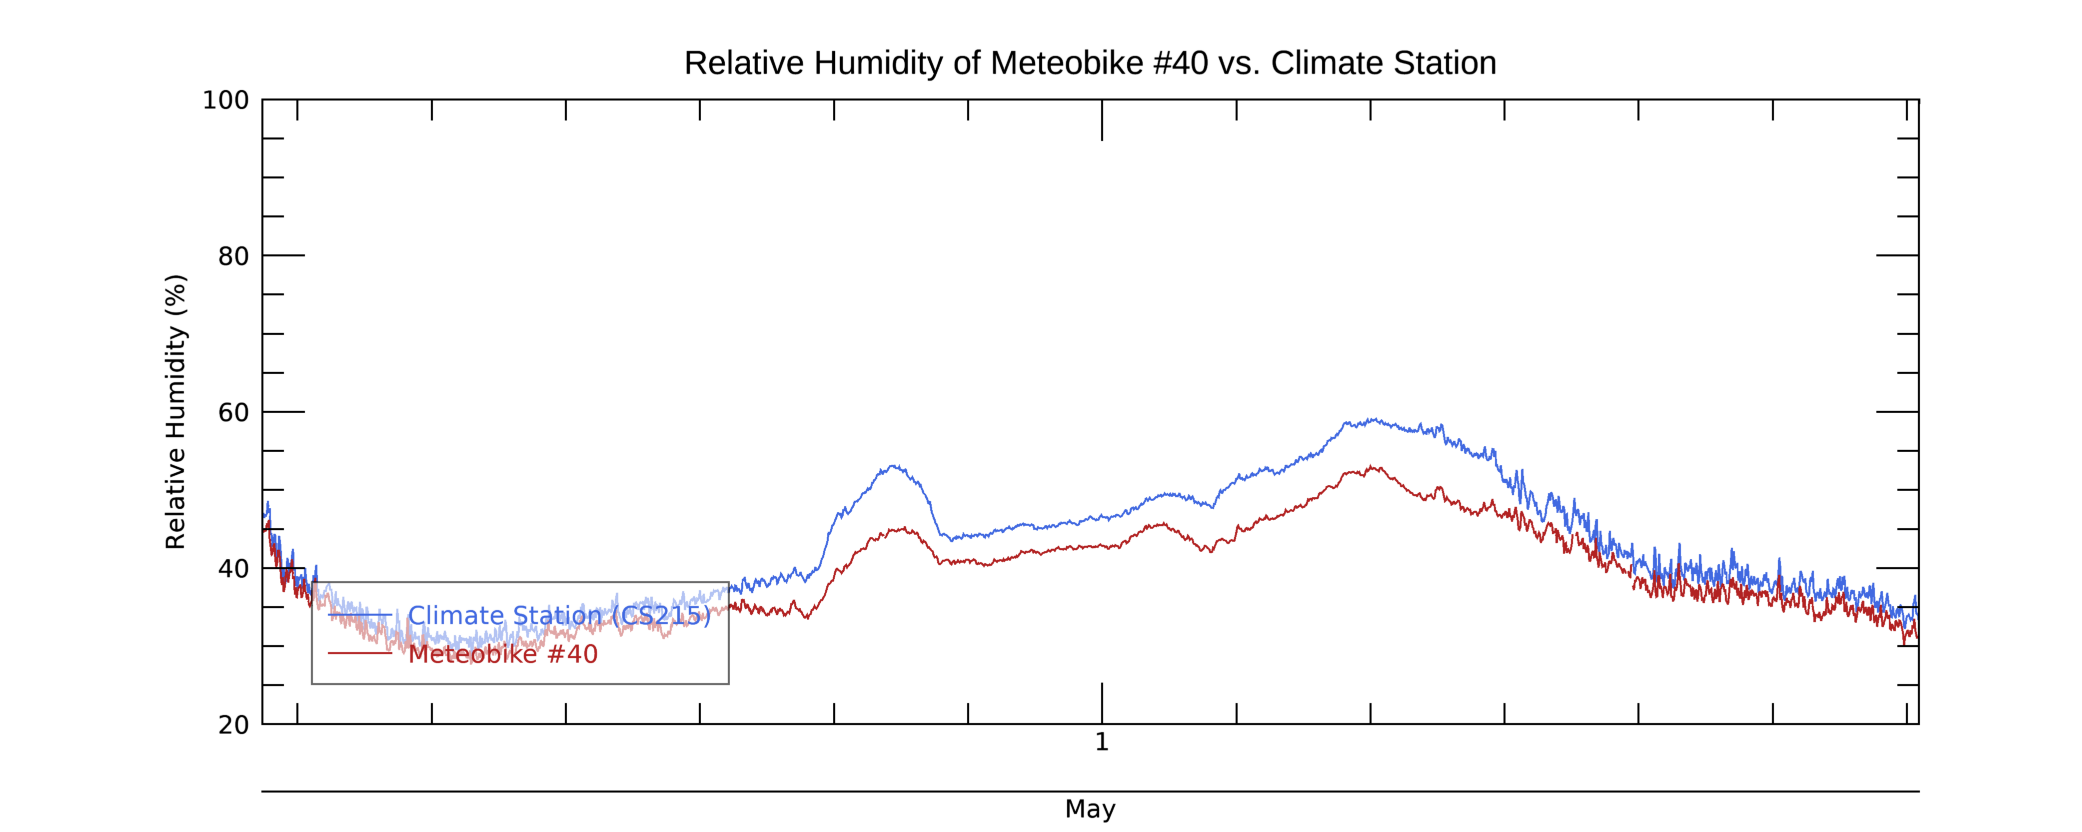 Relative Humidity of Meteobike #40 vs. Climate Station
Relative Humidity (%)
100
80
60
40
20
Climate Station (CS215)
Meteobike #40
1
May